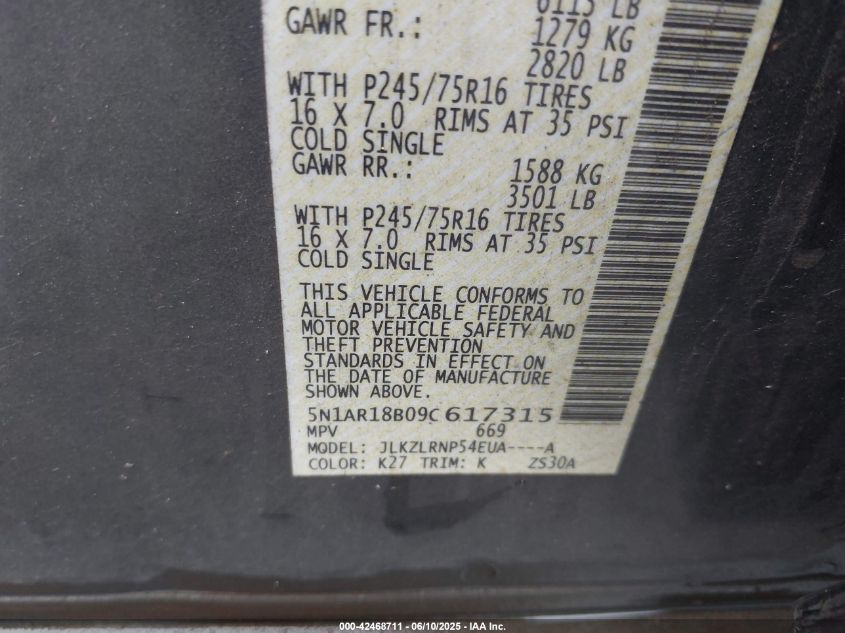 6115 LB
GAWR FR.: 1279 KG
2820 LB
WITH P245/75R16 TIRES
16 X 7.0 RIMS AT 35 PSI
COLD SINGLE
GAWR RR.: 1588 KG
3501 LB
WITH P245/75R16 TIRES
16 X 7.0 RIMS AT 35 PSI
COLD SINGLE
THIS VEHICLE CONFORMS TO
ALL APPLICABLE FEDERAL
MOTOR VEHICLE SAFETY AND
THEFT PREVENTION
STANDARDS IN EFFECT ON
THE DATE OF MANUFACTURE
SHOWN ABOVE.
5N1AR18B09C617315
MPV 669
MODEL: JLKZLRNP54EUA----A
COLOR: K27 TRIM: K ZS30A
000-42468711 - 06/10/2025 - IAA Inc.